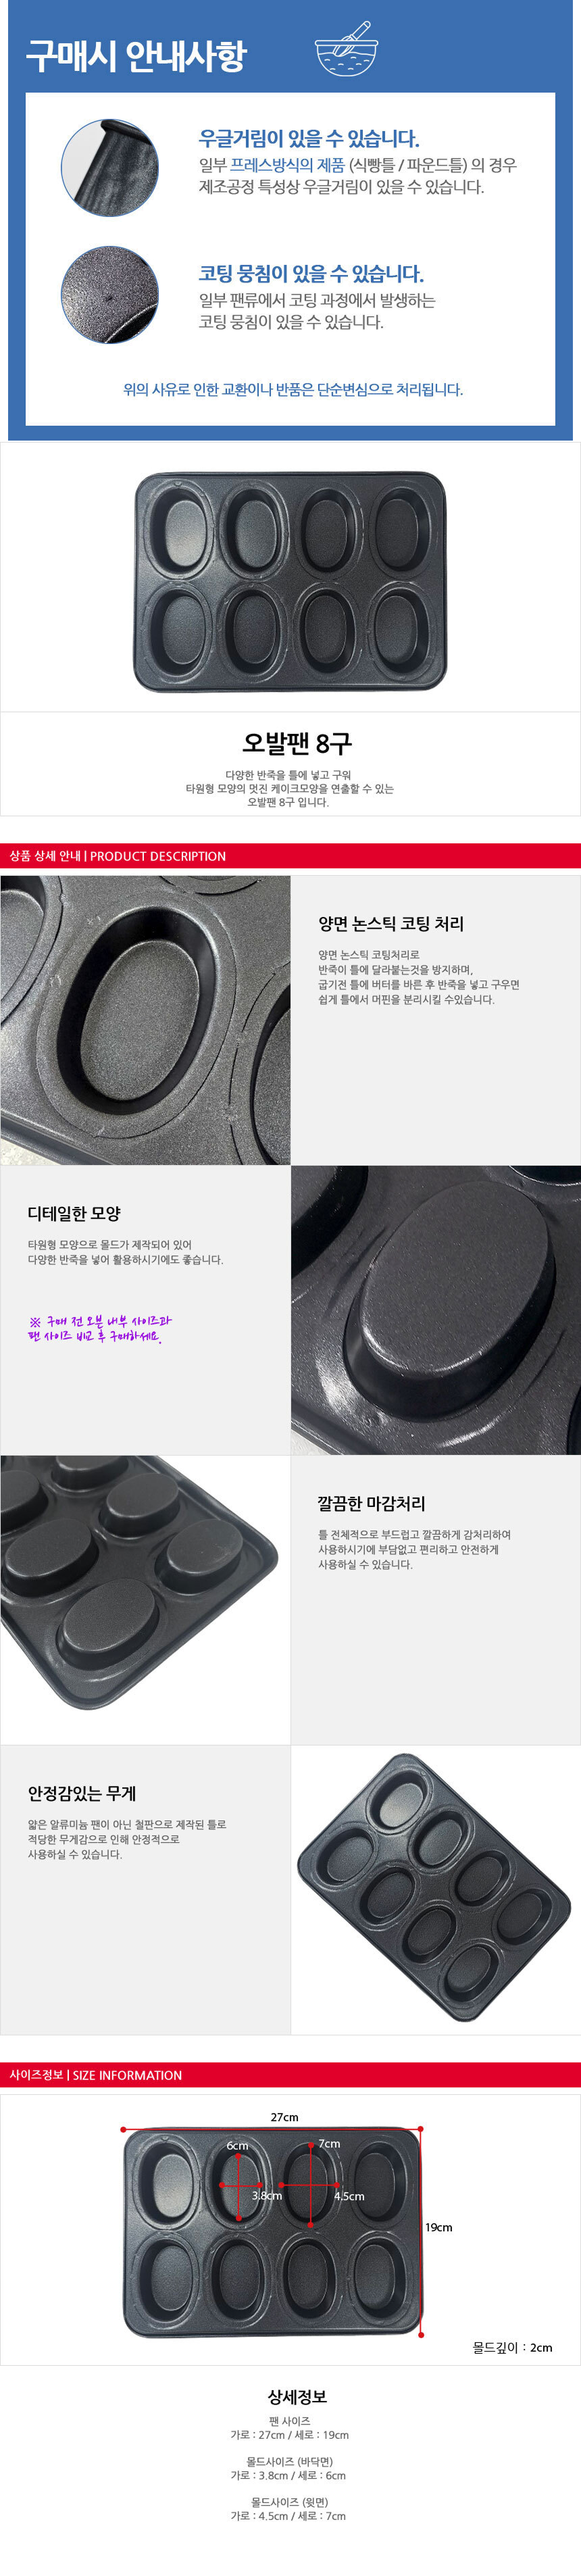 구매시 안내사항
우글거림이 있을 수 있습니다.
일부 프레스방식의 제품 (식빵틀 / 파운드틀) 의 경우
제조공정 특성상 우글거림이 있을 수 있습니다.
코팅 뭉침이 있을 수 있습니다.
일부 팬류에서 코팅 과정에서 발생하는
코팅 뭉침이 있을 수 있습니다.
위의 사유로 인한 교환이나 반품은 단순변심으로 처리됩니다.
오발팬 8구
다양한 반죽을 틀에 넣고 구워
타원형 모양의 멋진 케이크모양을 연출할 수 있는
오발팬 8구 입니다.
상품 상세 안내 | PRODUCT DESCRIPTION
양면 논스틱 코팅 처리
양면 논스틱 코팅처리로
반죽이 틀에 달라붙는것을 방지하며,
굽기전 틀에 버터를 바른 후 반죽을 넣고 구우면
쉽게 틀에서 머핀을 분리시킬 수있습니다.
디테일한 모양
타원형 모양으로 몰드가 제작되어 있어
다양한 반죽을 넣어 활용하시기에도 좋습니다.
※ 구매 전 오븐 내부 사이즈과
팬 사이즈 비교 후 구매하세요.
깔끔한 마감처리
틀 전체적으로 부드럽고 깔끔하게 감처리하여
사용하시기에 부담없고 편리하고 안전하게
사용하실 수 있습니다.
안정감있는 무게
얇은 알류미늄 팬이 아닌 철판으로 제작된 틀로
적당한 무게감으로 인해 안정적으로
사용하실 수 있습니다.
사이즈정보 | SIZE INFORMATION
27cm
6cm
7cm
3.8cm
4.5cm
19cm
몰드깊이 : 2cm
상세정보
팬 사이즈
가로 : 27cm / 세로 : 19cm
몰드사이즈 (바닥면)
가로 : 3.8cm / 세로 : 6cm
몰드사이즈 (윗면)
가로 : 4.5cm / 세로 : 7cm